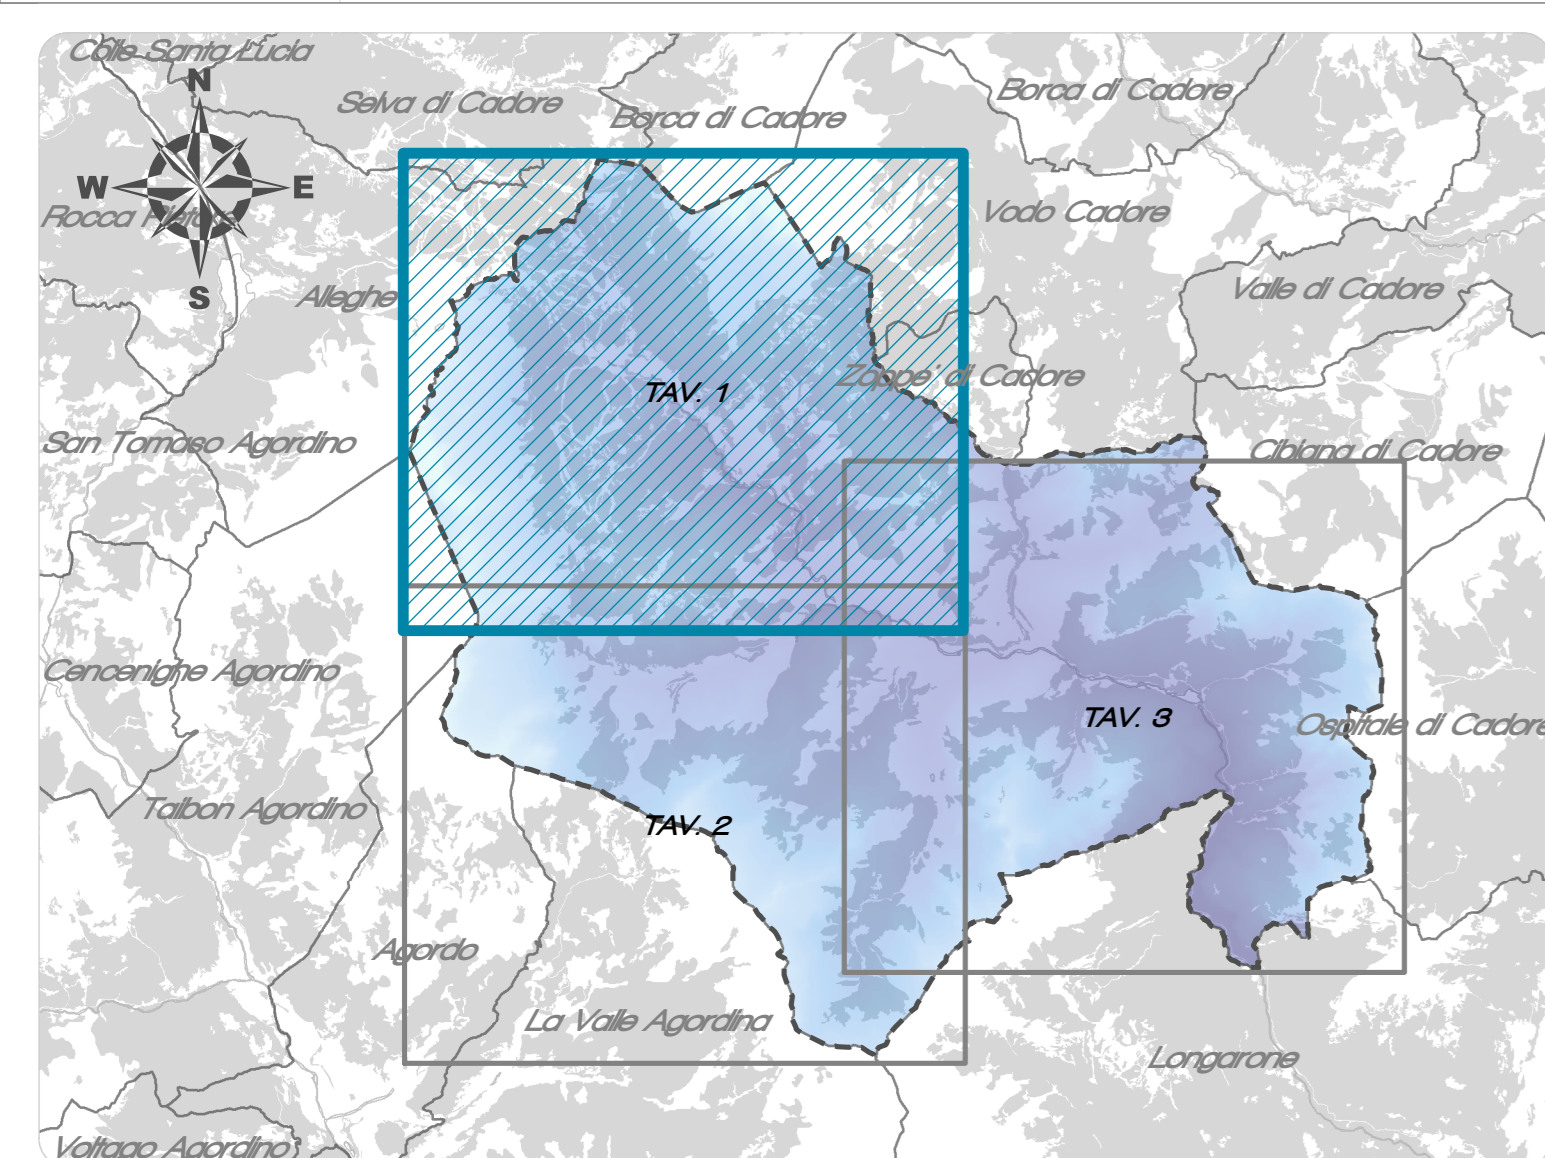 Colle Santa Lucia
N
Selva di Cadore
Borca di Cadore
Borca di Cadore
W
E
Rocca Pietore
Vodo Cadore
S
Alleghe
Valle di Cadore
TAV. 1
Zoppe' di Cadore
San Tomaso Agordino
Cibiana di Cadore
Cencenighe Agordino
TAV. 3
Ospitale di Cadore
Taibon Agordino
TAV. 2
Agordo
La Valle Agordina
Longarone
Voltago Agordino